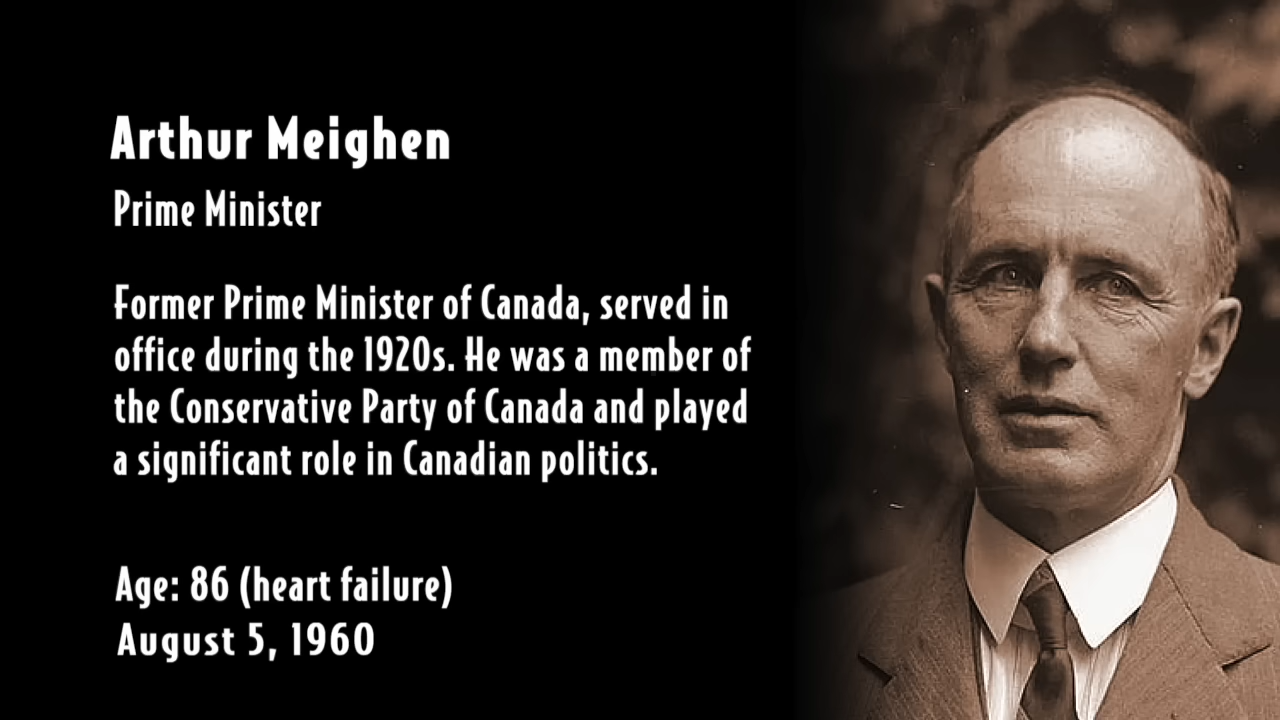 Arthur Meighen
Prime Minister
Former Prime Minister of Canada, served in
office during the 1920s. He was a member of
the Conservative Party of Canada and played
a significant role in Canadian politics.
Age: 86 (heart failure)
August 5, 1960